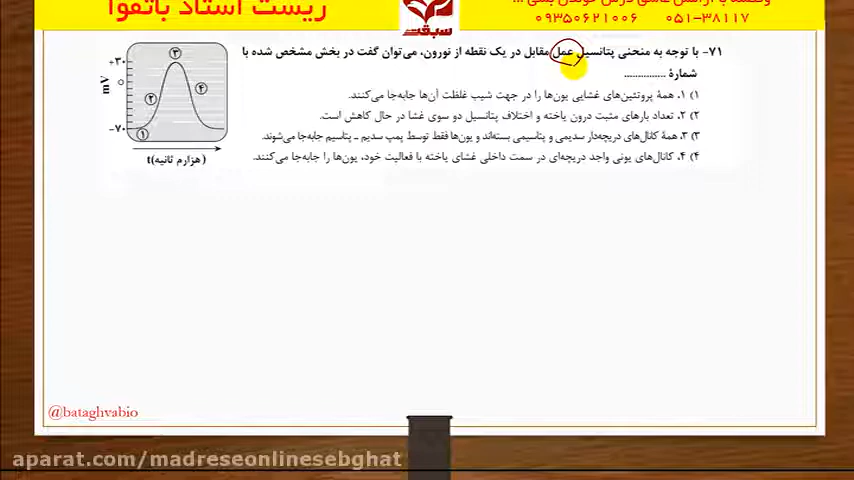 زیست استاد باتقوا
سبقت
۰۵۱-۳۸۱۱۷ ۰۹۳۵۰۶۲۱۰۰۶
۷۱- با توجه به منحنی پتانسیل عمل مقابل در یک نقطه از نورون، می‌توان گفت در بخش مشخص شده با
شمارهٔ ...............
۱) ۱، همهٔ پروتئین‌های غشایی یون‌ها را در جهت شیب غلظت آن‌ها جابه‌جا می‌کنند.
۲) ۲، تعداد بارهای مثبت درون یاخته و اختلاف پتانسیل دو سوی غشا در حال کاهش است.
۳) ۳، همهٔ کانال‌های دریچه‌دار سدیمی و پتاسیمی بسته‌اند و یون‌ها فقط توسط پمپ سدیم ـ پتاسیم جابه‌جا می‌شوند.
۴) ۴، کانال‌های یونی واجد دریچه‌ای در سمت داخلی غشای یاخته با فعالیت خود، یون‌ها را جابه‌جا می‌کنند.
+۳۰
۰
-۷۰
mV
۱
۲
۳
۴
t(هزارم ثانیه)
@bataghvabio
aparat.com/madreseonlinesebghat